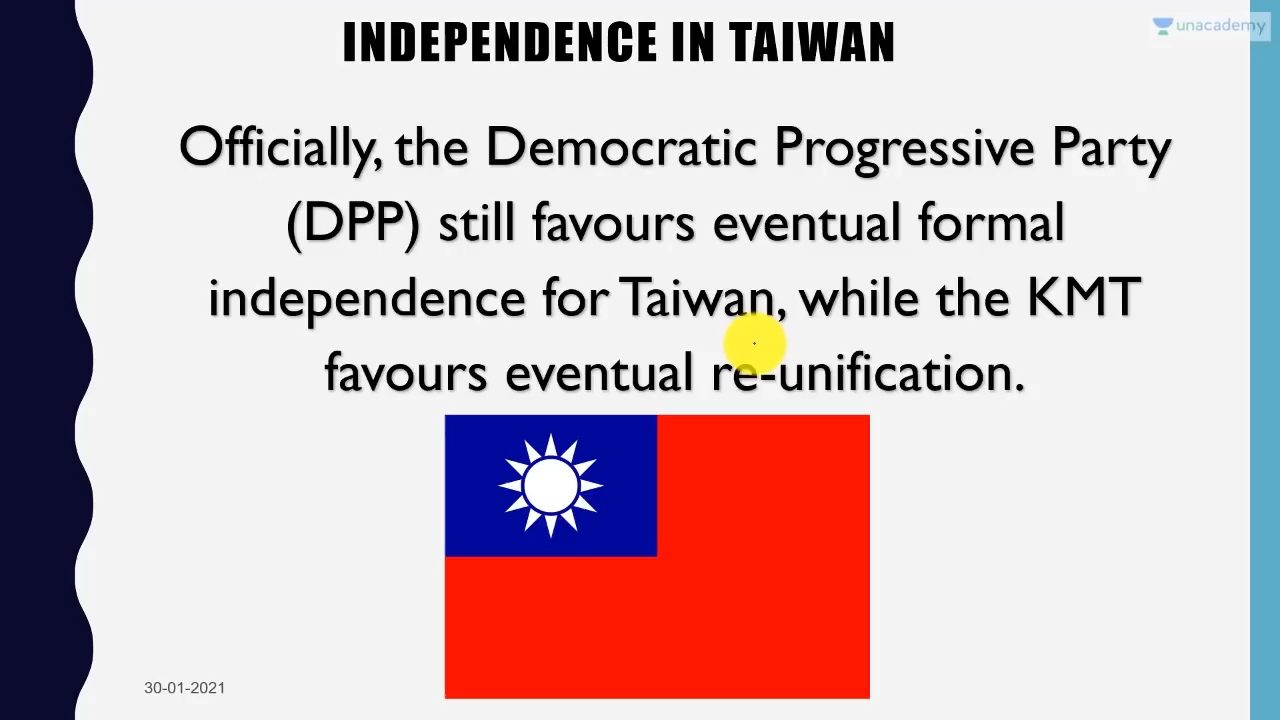 INDEPENDENCE IN TAIWAN
unacademy
Officially, the Democratic Progressive Party
(DPP) still favours eventual formal
independence for Taiwan, while the KMT
favours eventual re-unification.
30-01-2021